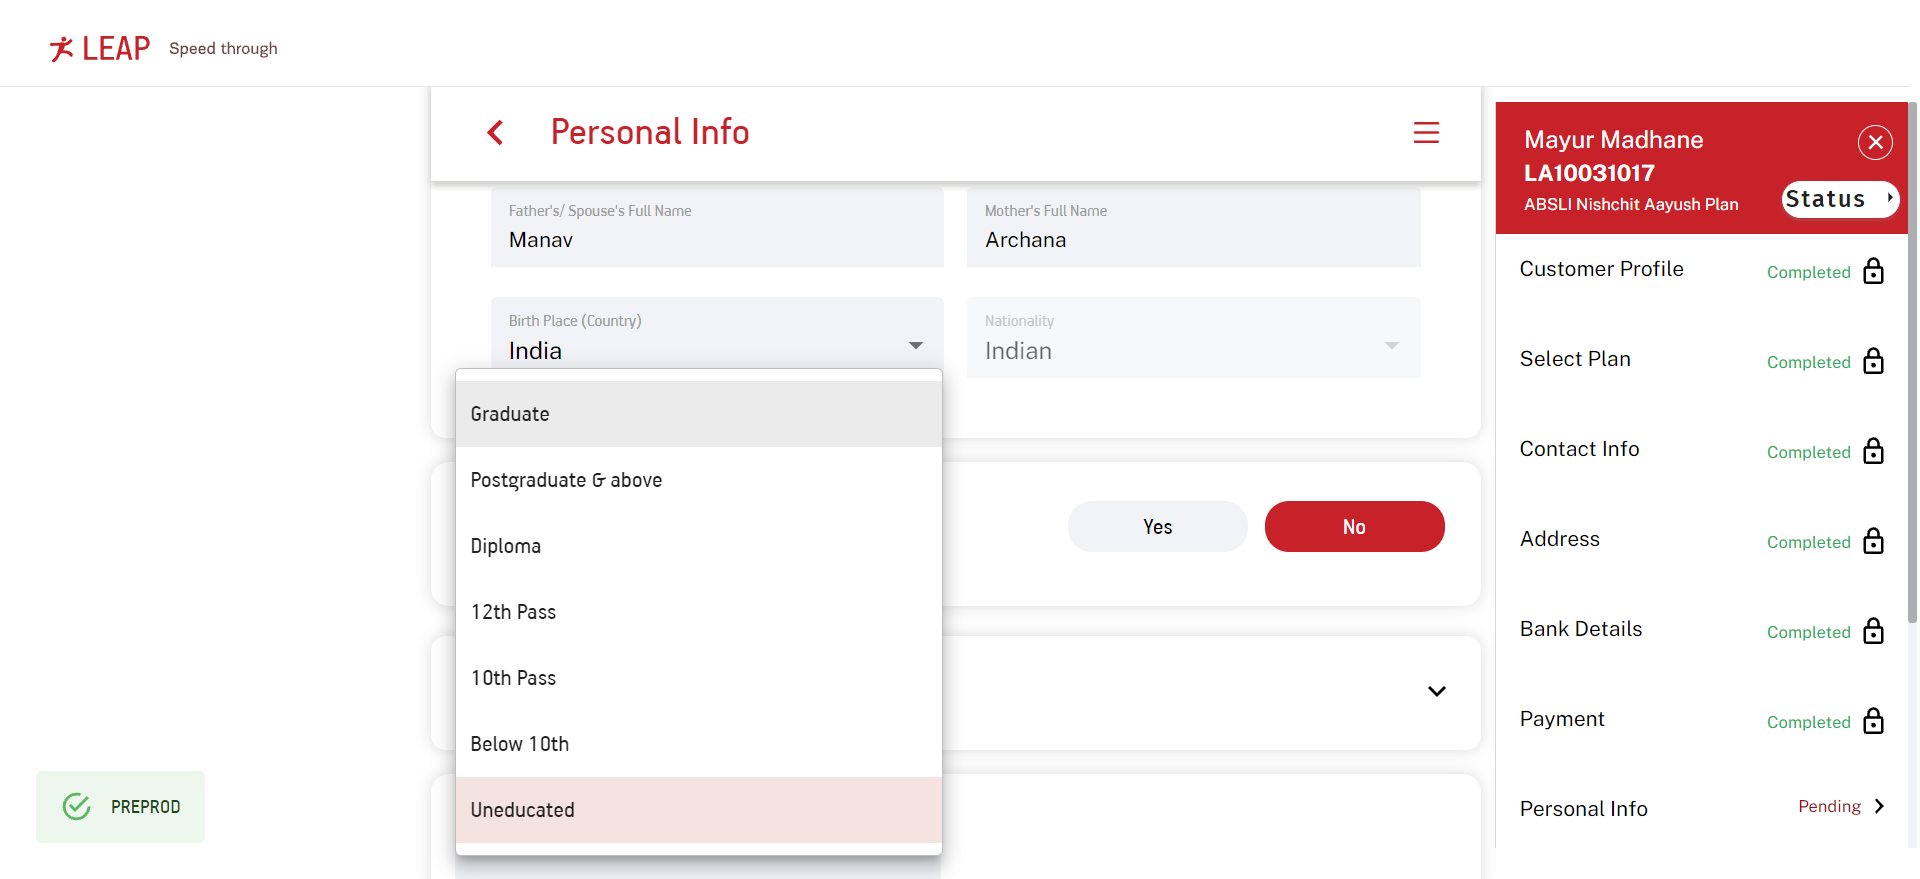 LEAP Speed through
Personal Info
Father's/ Spouse's Full Name
Manav
Mother's Full Name
Archana
Birth Place (Country)
India
Nationality
Indian
Graduate
Postgraduate & above
Diploma
12th Pass
10th Pass
Below 10th
Uneducated
Yes
No
PREPROD
Mayur Madhane
LA10031017
ABSLI Nishchit Aayush Plan
Status
Customer Profile Completed
Select Plan Completed
Contact Info Completed
Address Completed
Bank Details Completed
Payment Completed
Personal Info Pending